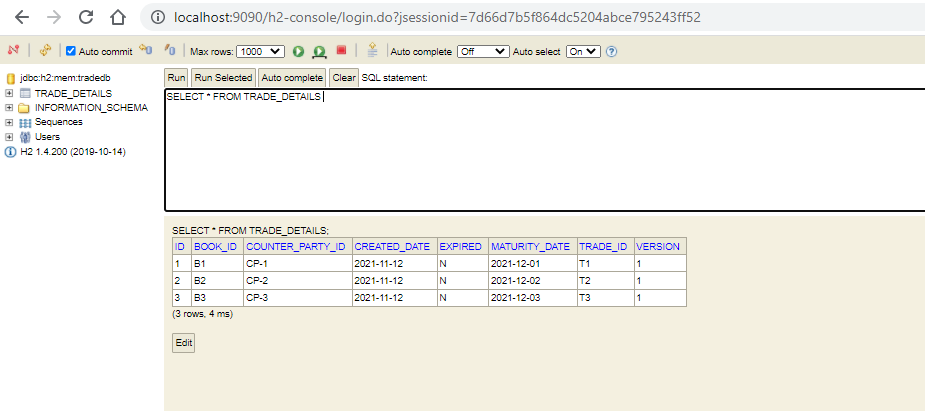 localhost:9090/h2-console/login.do?jsessionid=7d66d7b5f864dc5204abce795243ff52
Auto commit Max rows: 1000 Auto complete Off Auto select On ?
jdbc:h2:mem:tradedb
TRADE_DETAILS
INFORMATION_SCHEMA
Sequences
Users
H2 1.4.200 (2019-10-14)
Run Run Selected Auto complete Clear SQL statement:
SELECT * FROM TRADE_DETAILS
SELECT * FROM TRADE_DETAILS;
ID BOOK_ID COUNTER_PARTY_ID CREATED_DATE EXPIRED MATURITY_DATE TRADE_ID VERSION
1 B1 CP-1 2021-11-12 N 2021-12-01 T1 1
2 B2 CP-2 2021-11-12 N 2021-12-02 T2 1
3 B3 CP-3 2021-11-12 N 2021-12-03 T3 1
(3 rows, 4 ms)
Edit